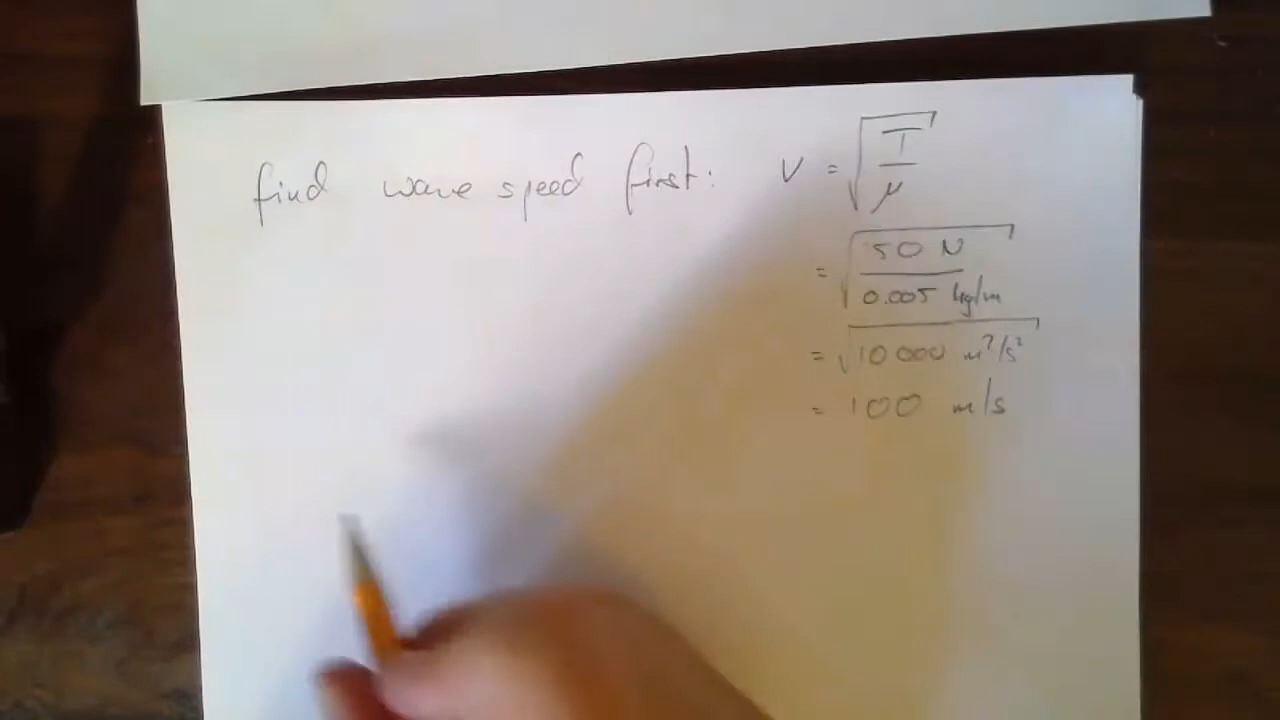 find wave speed first: v = √(T/μ)
= √(50 N/0.005 kg/m)
= √(10 000 m²/s²)
= 100 m/s